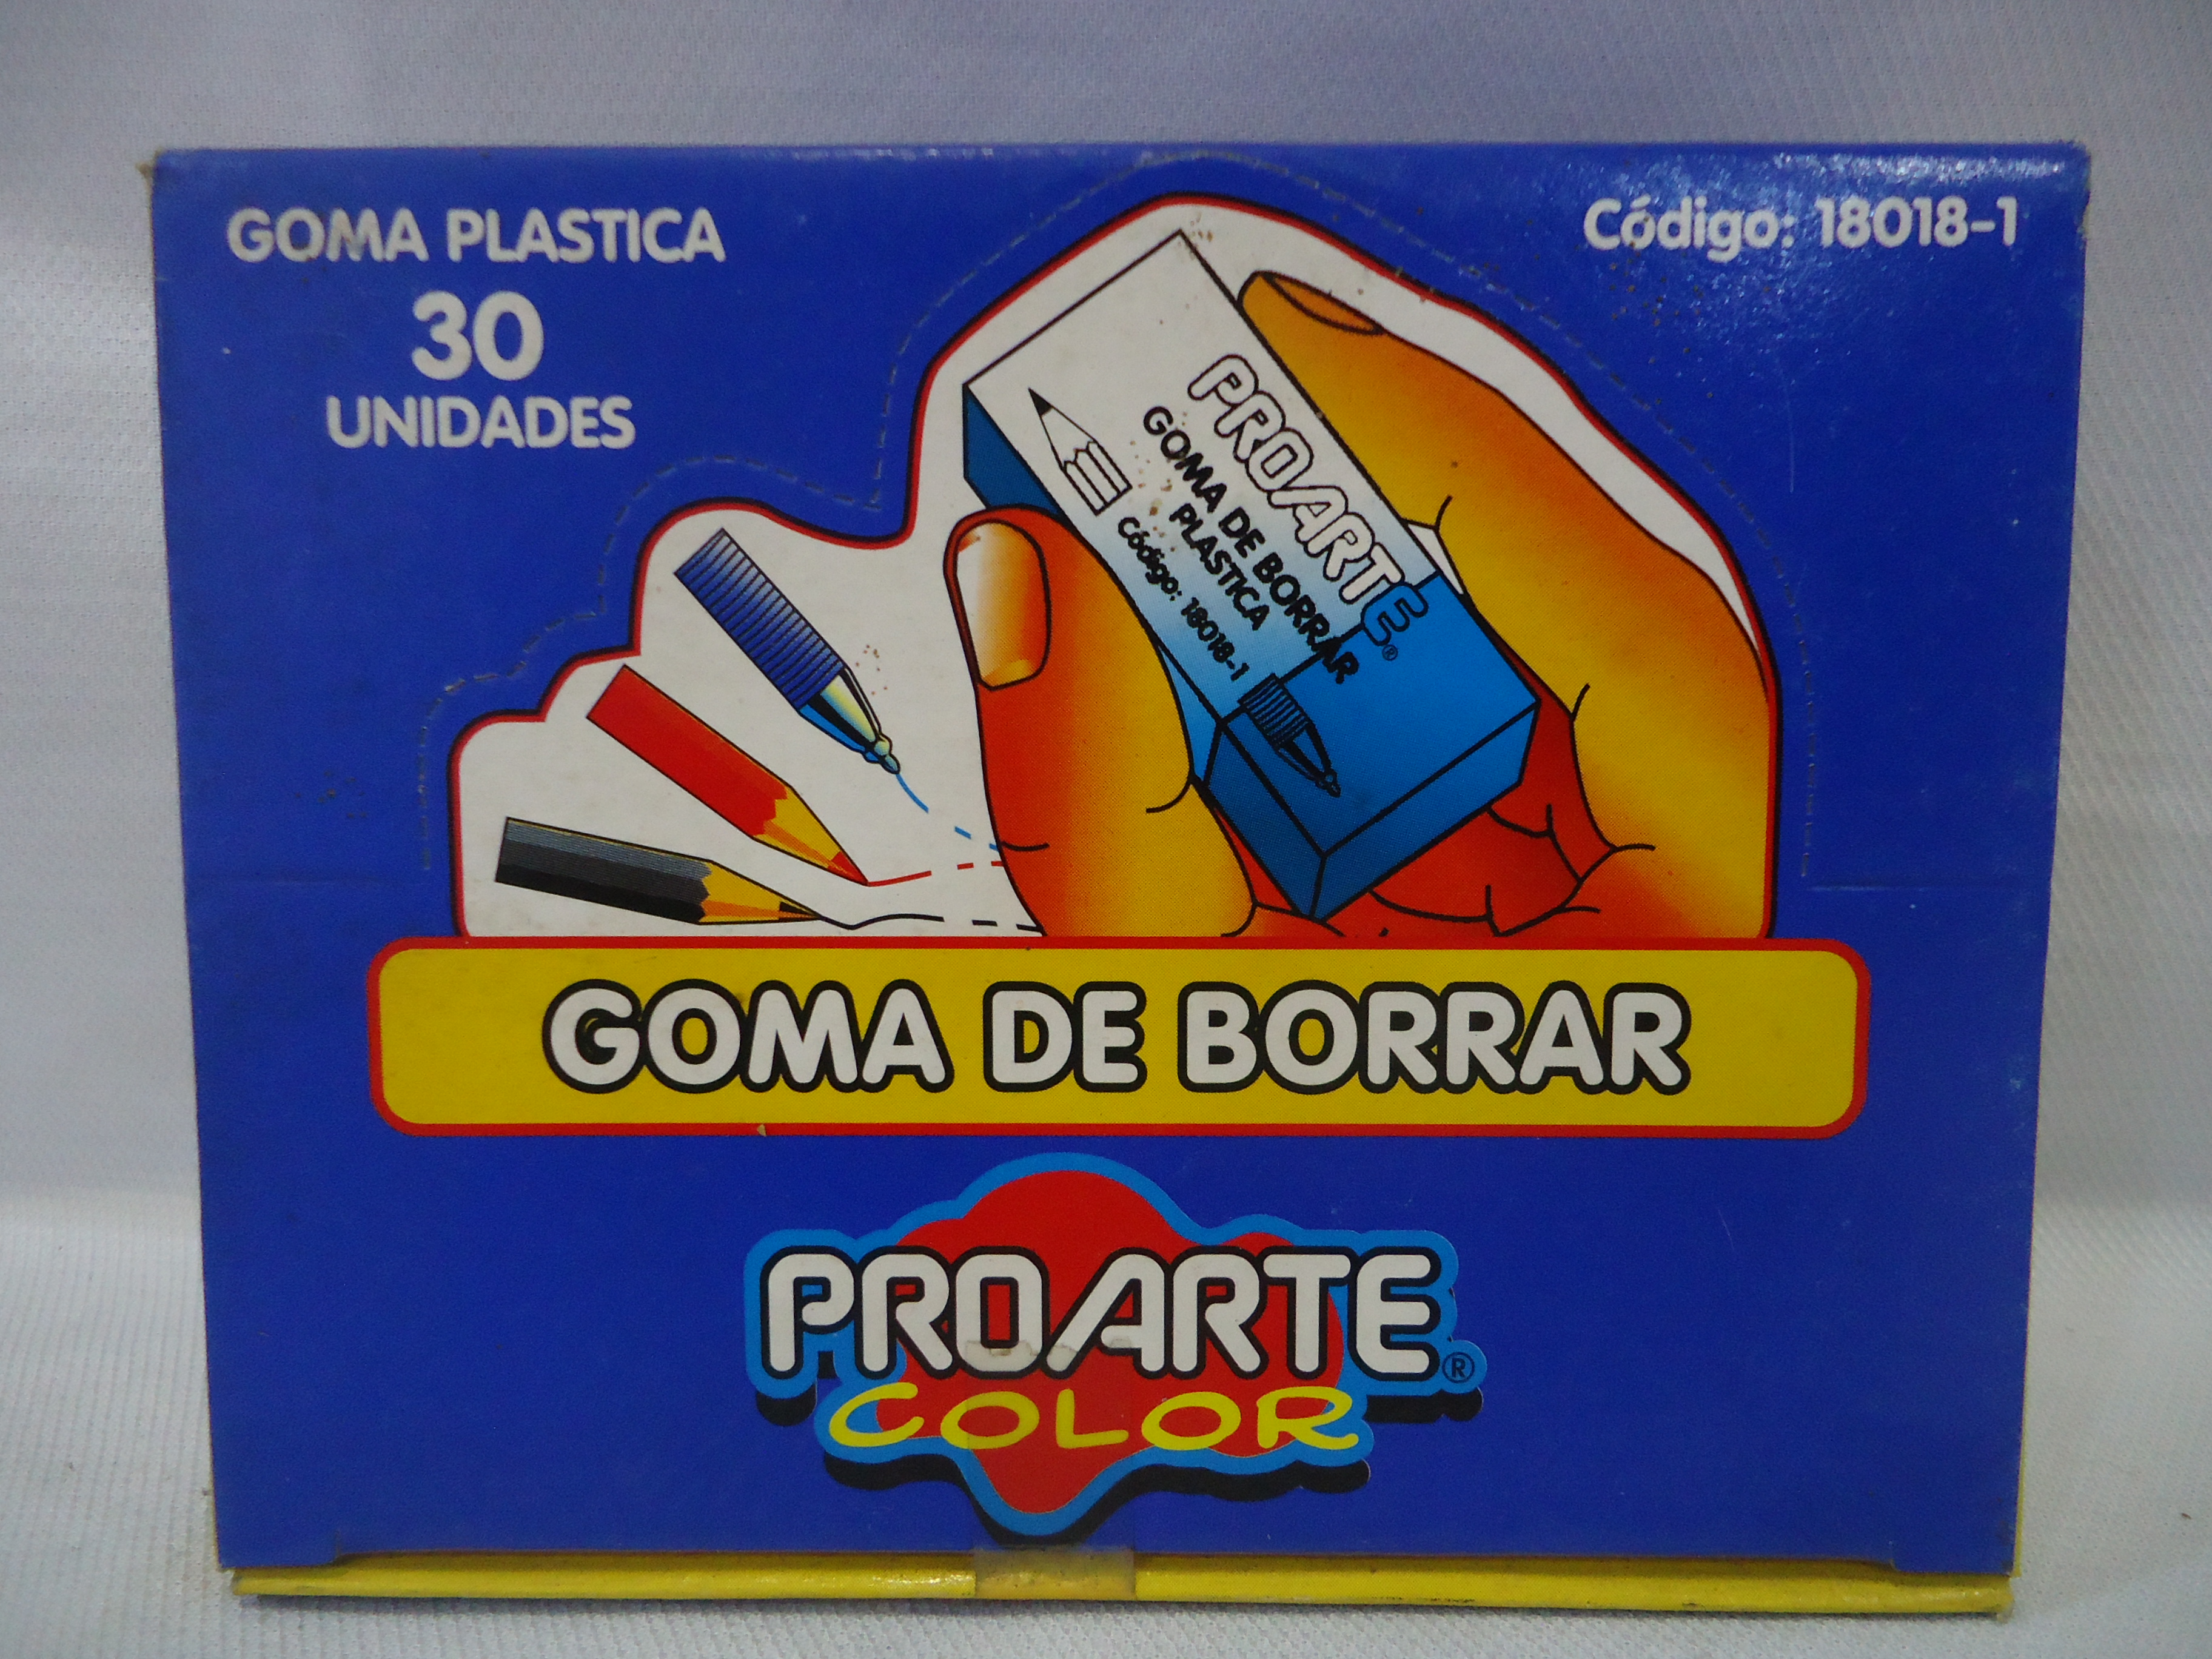 GOMA PLASTICA
30
UNIDADES
Código: 18018-1
PROARTE®
GOMA DE BORRAR
PLASTICA
Código: 18018-1
GOMA DE BORRAR
PROARTE®
COLOR